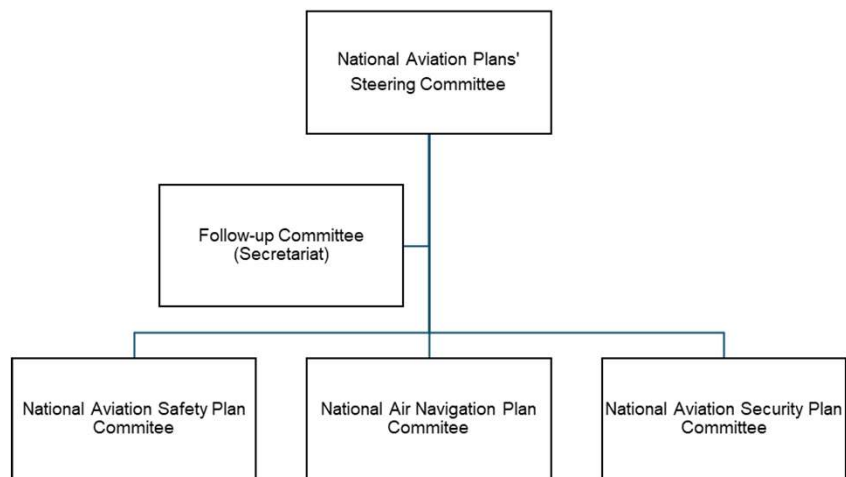 National Aviation Plans'
Steering Committee
Follow-up Committee
(Secretariat)
National Aviation Safety Plan
Commitee
National Air Navigation Plan
Commitee
National Aviation Security Plan
Committee